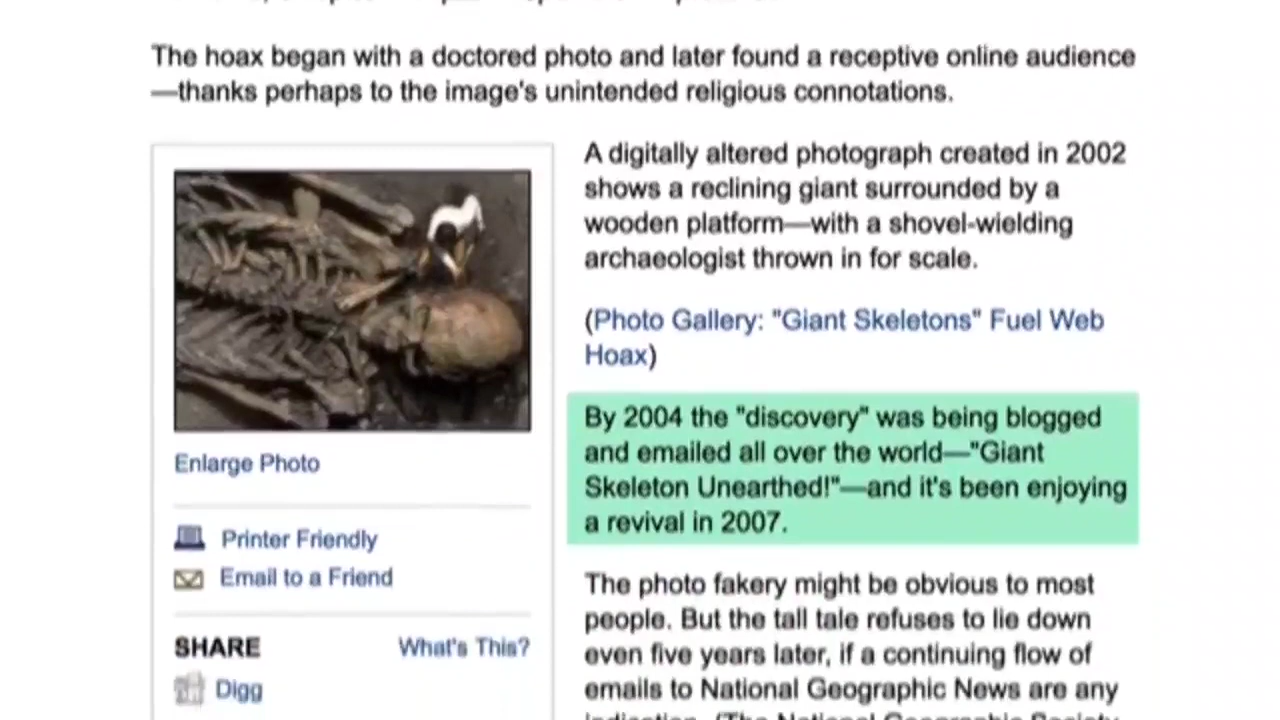 The hoax began with a doctored photo and later found a receptive online audience
—thanks perhaps to the image's unintended religious connotations.
A digitally altered photograph created in 2002
shows a reclining giant surrounded by a
wooden platform—with a shovel-wielding
archaeologist thrown in for scale.
(Photo Gallery: "Giant Skeletons" Fuel Web
Hoax)
By 2004 the "discovery" was being blogged
and emailed all over the world—"Giant
Skeleton Unearthed!"—and it's been enjoying
a revival in 2007.
The photo fakery might be obvious to most
people. But the tall tale refuses to lie down
even five years later, if a continuing flow of
emails to National Geographic News are any
Enlarge Photo
Printer Friendly
Email to a Friend
SHARE What's This?
Digg